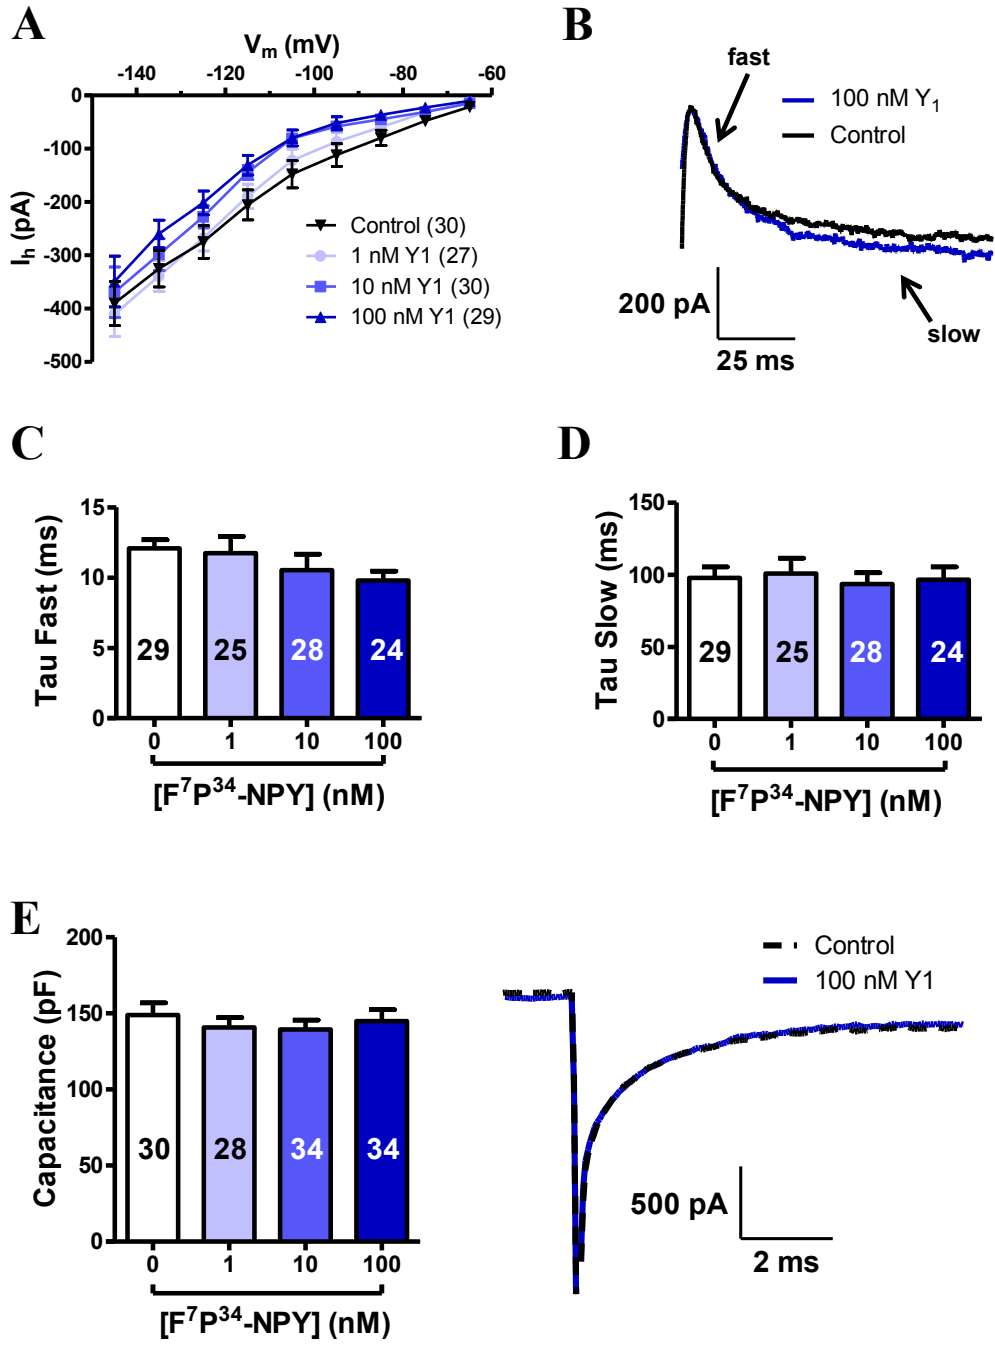 A
V_m (mV)
-140 -120 -100 -80 -60
0
-100
-200
-300
-400
-500
I_h (pA)
Control (30)
1 nM Y1 (27)
10 nM Y1 (30)
100 nM Y1 (29)
B
fast
100 nM Y₁
Control
200 pA
25 ms
slow
C
15
10
5
0
Tau Fast (ms)
29 25 28 24
0 1 10 100
[F⁷P³⁴-NPY] (nM)
D
150
100
50
0
Tau Slow (ms)
29 25 28 24
0 1 10 100
[F⁷P³⁴-NPY] (nM)
E
200
150
100
50
0
Capacitance (pF)
30 28 34 34
0 1 10 100
[F⁷P³⁴-NPY] (nM)
Control
100 nM Y1
500 pA
2 ms